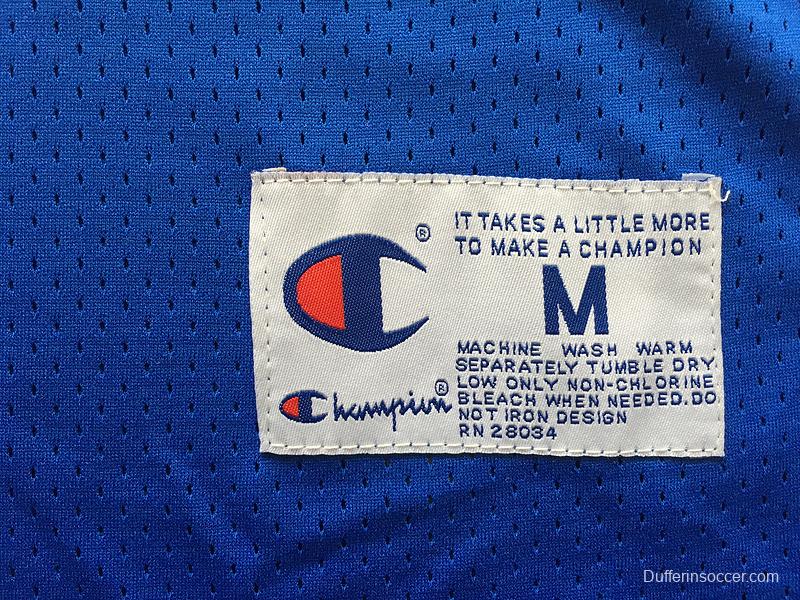 ®
IT TAKES A LITTLE MORE
TO MAKE A CHAMPION
M
Champion®
MACHINE WASH WARM
SEPARATELY TUMBLE DRY
LOW ONLY NON-CHLORINE
BLEACH WHEN NEEDED.DO
NOT IRON DESIGN
RN 28034
Dufferinsoccer.com